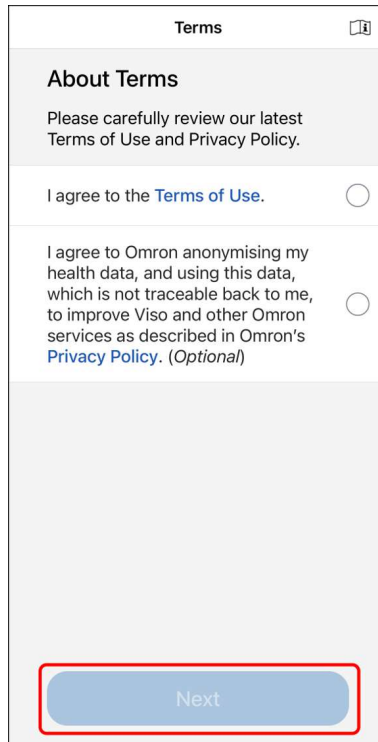 Terms
About Terms
Please carefully review our latest
Terms of Use and Privacy Policy.
I agree to the Terms of Use.
I agree to Omron anonymising my
health data, and using this data,
which is not traceable back to me,
to improve Viso and other Omron
services as described in Omron’s
Privacy Policy. (Optional)
Next